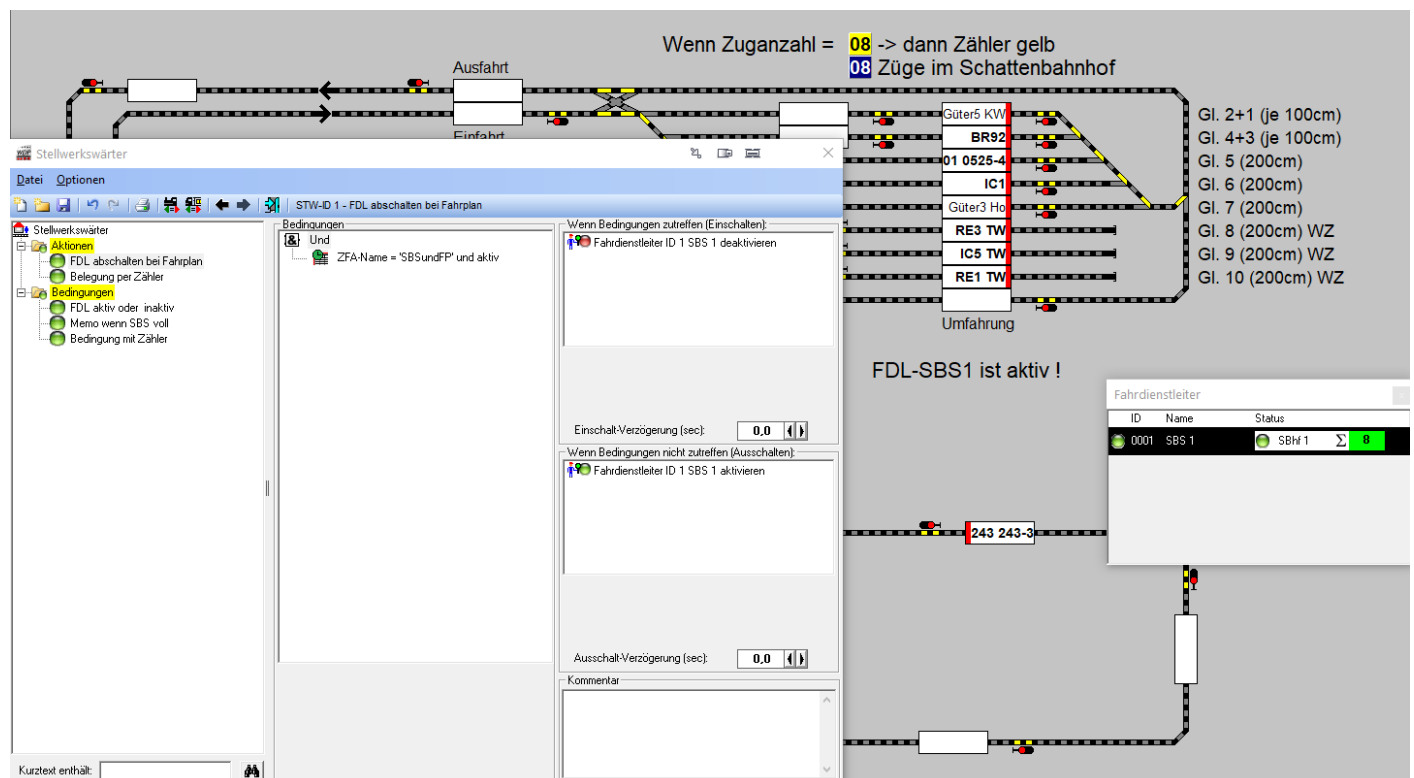 Wenn Zuganzahl = 08 -> dann Zähler gelb
08 Züge im Schattenbahnhof
Ausfahrt
Einfahrt
Güter5 KW
BR92
01 0525-4
IC1
Güter3 Ho
RE3 TW
IC5 TW
RE1 TW
Umfahrung
Gl. 2+1 (je 100cm)
Gl. 4+3 (je 100cm)
Gl. 5 (200cm)
Gl. 6 (200cm)
Gl. 7 (200cm)
Gl. 8 (200cm) WZ
Gl. 9 (200cm) WZ
Gl. 10 (200cm) WZ
FDL-SBS1 ist aktiv !
243 243-3
Stellwerkswärter
Datei Optionen
STW-ID 1 - FDL abschalten bei Fahrplan
Stellwerkswärter
Aktionen
FDL abschalten bei Fahrplan
Belegung per Zähler
Bedingungen
FDL aktiv oder inaktiv
Memo wenn SBS voll
Bedingung mit Zähler
Kurztext enthält:
Bedingungen
& Und
ZFA-Name = 'SBSundFP' und aktiv
Wenn Bedingungen zutreffen (Einschalten):
Fahrdienstleiter ID 1 SBS 1 deaktivieren
Einschalt-Verzögerung (sec): 0,0
Wenn Bedingungen nicht zutreffen (Ausschalten):
Fahrdienstleiter ID 1 SBS 1 aktivieren
Ausschalt-Verzögerung (sec): 0,0
Kommentar
Fahrdienstleiter
ID Name Status
0001 SBS 1 SBhf 1 Σ 8